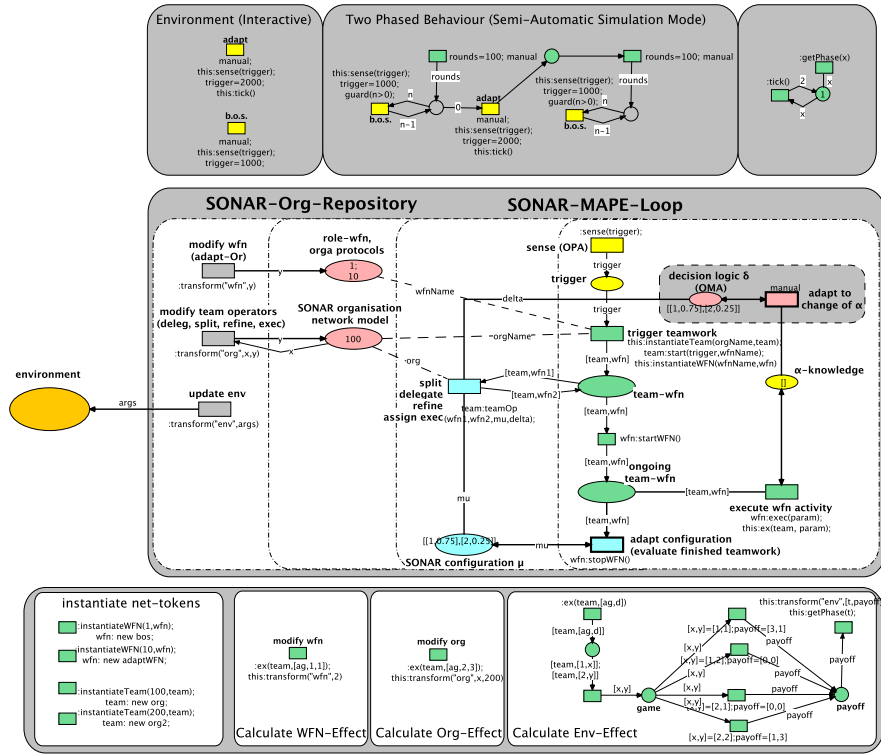 Environment (Interactive)
adapt
manual;
this:sense(trigger);
trigger=2000;
this:tick()
b.o.s.
manual;
this:sense(trigger);
trigger=1000;
Two Phased Behaviour (Semi-Automatic Simulation Mode)
rounds=100; manual
rounds
this:sense(trigger);
trigger=1000;
guard(n>0);
n
b.o.s.
n-1
0
adapt
manual;
this:sense(trigger);
trigger=2000;
this:tick()
rounds=100; manual
rounds
this:sense(trigger);
trigger=1000;
guard(n>0);
n
b.o.s.
n-1
:getPhase(x)
x
:tick()
2
1
x
SONAR-Org-Repository
SONAR-MAPE-Loop
modify wfn
(adapt-Or)
y
:transform("wfn",y)
role-wfn,
orga protocols
1;
10
wfnName
modify team operators
(deleg, split, refine, exec)
y
x
:transform("org",x,y)
SONAR organisation
network model
100
orgName
org
environment
args
update env
:transform("env",args)
:sense(trigger);
sense (OPA)
trigger
trigger
trigger
delta
decision logic δ
(OMA)
[[1,0.75],[2,0.25]]
manual
adapt to
change of α
trigger teamwork
this:instantiateTeam(orgName,team);
team:start(trigger,wfnName);
this:instantiateWFN(wfnName,wfn)
[team,wfn]
[team,wfn1]
[team,wfn2]
split
delegate
refine
assign exec
team:teamOp
(wfn1,wfn2,mu,delta);
team-wfn
α-knowledge
[]
[team,wfn]
wfn:startWFN()
[team,wfn]
ongoing
team-wfn
[team,wfn]
execute wfn activity
wfn:exec(param);
this:ex(team, param);
mu
[team,wfn]
[[1,0.75],[2,0.25]]
mu
SONAR configuration μ
adapt configuration
(evaluate finished teamwork)
wfn:stopWFN()
instantiate net-tokens
:instantiateWFN(1,wfn);
wfn: new bos;
:instantiateWFN(10,wfn);
wfn: new adaptWFN;
:instantiateTeam(100,team);
team: new org;
:instantiateTeam(200,team);
team: new org2;
modify wfn
:ex(team,[ag,1,1]);
this:transform("wfn",2)
Calculate WFN-Effect
modify org
:ex(team,[ag,2,3]);
this:transform("org",x,200)
Calculate Org-Effect
:ex(team,[ag,d])
[team,[ag,d]]
[team,[1,x]];
[team,[2,y]]
[x,y]
game
[x,y]
[x,y]=[1,1];payoff=[3,1]
payoff
[x,y]
[x,y]=[1,2];payoff=[0,0]
payoff
[x,y]
[x,y]=[2,1];payoff=[0,0]
payoff
[x,y]
[x,y]=[2,2];payoff=[1,3]
payoff
this:transform("env",[t,payoff
this:getPhase(t);
payoff
payoff
Calculate Env-Effect